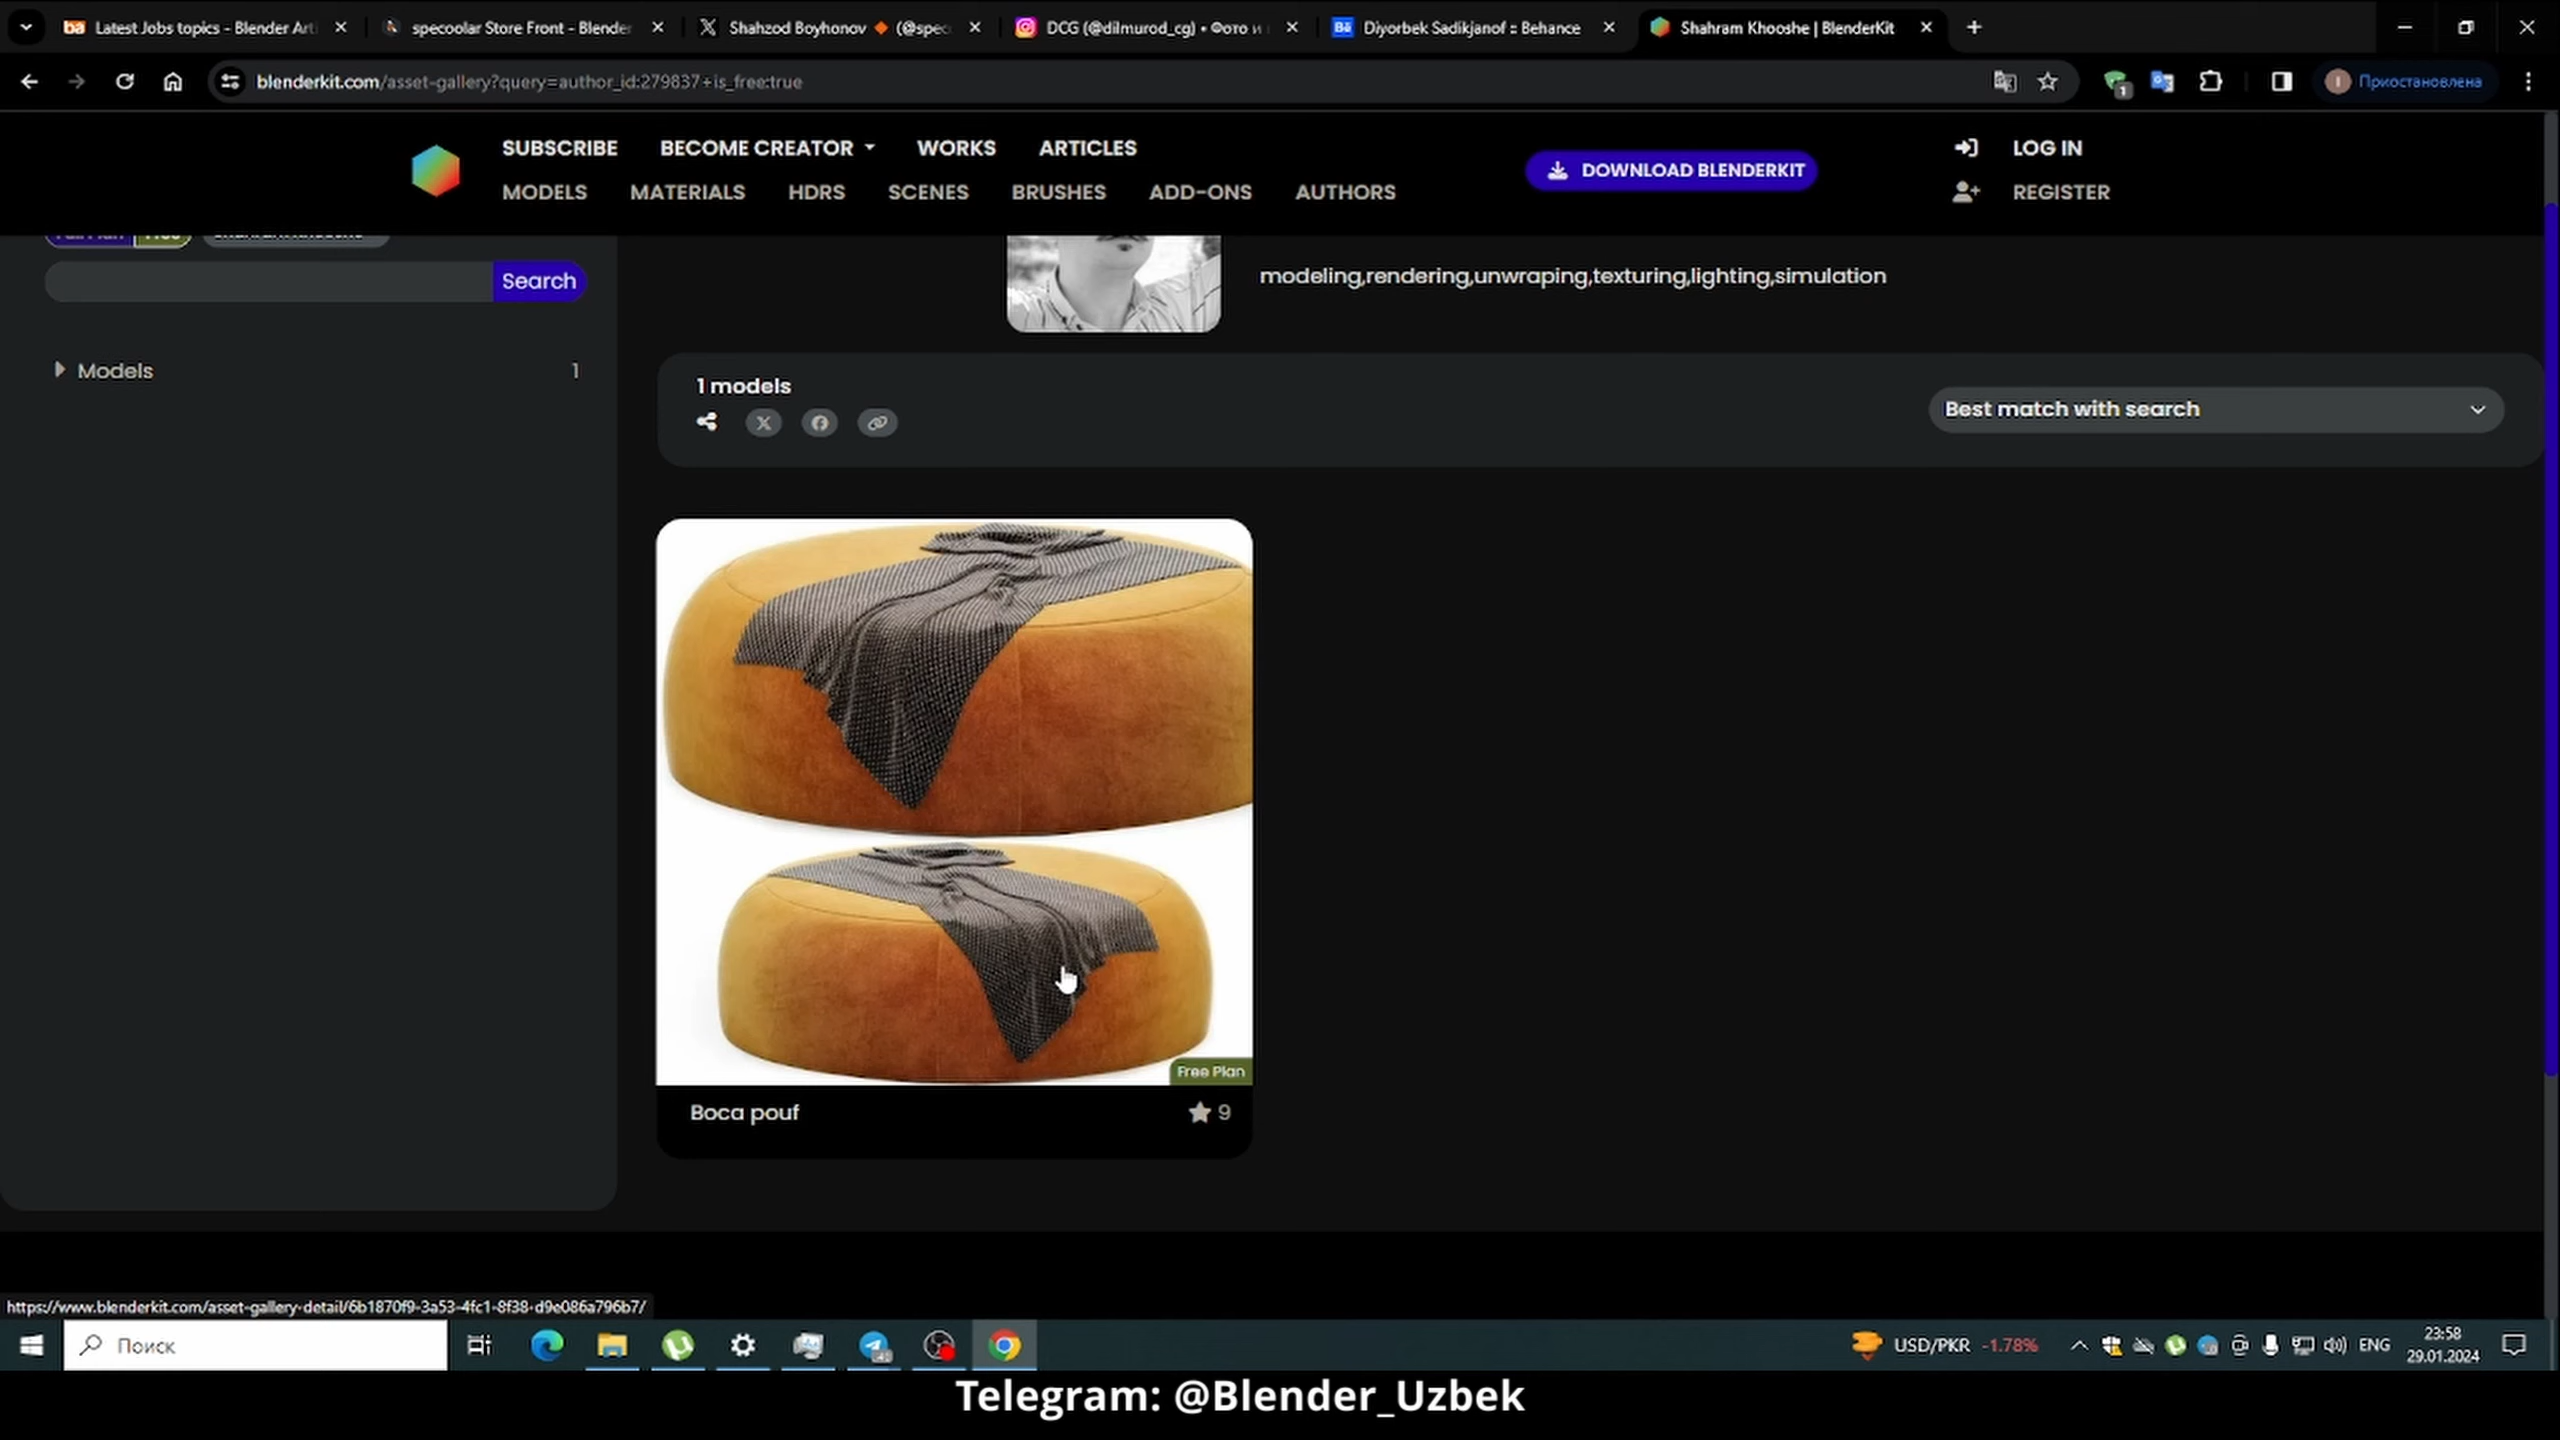 Latest Jobs topics - Blender Art
specoolar Store Front - Blender
Shahzod Boyhonov 🔸 (@spec
DCG (@dilmurod_cg) • Фото и
Diyorbek Sadikjanof :: Behance
Shahram Khooshe | BlenderKit
blenderkit.com/asset-gallery?query=author_id:279837+is_free:true
1
Приостановлена
SUBSCRIBE
BECOME CREATOR
WORKS
ARTICLES
MODELS
MATERIALS
HDRS
SCENES
BRUSHES
ADD-ONS
AUTHORS
DOWNLOAD BLENDERKIT
LOG IN
REGISTER
Search
modeling,rendering,unwraping,texturing,lighting,simulation
Models 1
1 models
Best match with search
Free Plan
Boca pouf
9
https://www.blenderkit.com/asset-gallery-detail/6b1870f9-3a53-4fc1-8f38-d9e086a796b7/
Поиск
USD/PKR -1.78%
ENG
23:58
29.01.2024
Telegram: @Blender_Uzbek